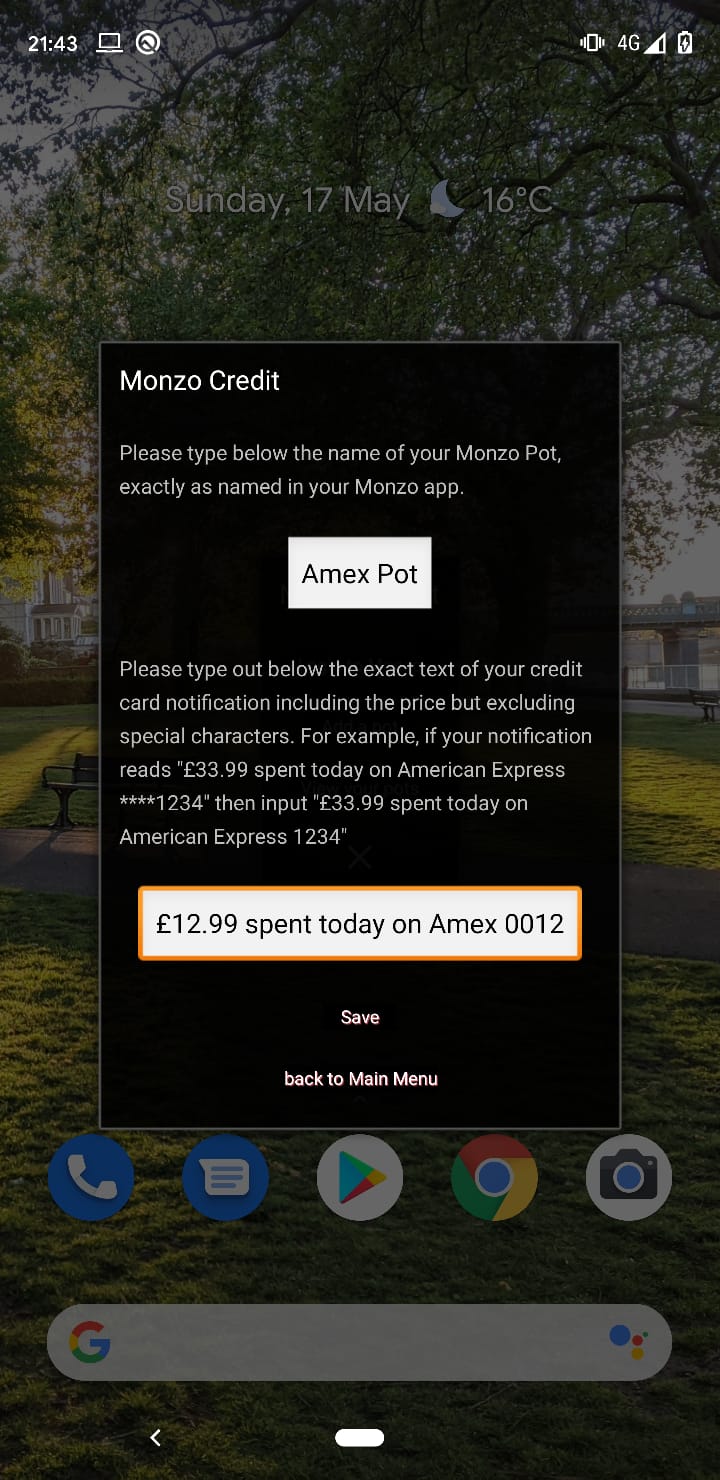 21:43
4G
Sunday, 17 May 16°C
Monzo Credit
Please type below the name of your Monzo Pot,
exactly as named in your Monzo app.
Amex Pot
Please type out below the exact text of your credit
card notification including the price but excluding
special characters. For example, if your notification
reads "£33.99 spent today on American Express
****1234" then input "£33.99 spent today on
American Express 1234"
£12.99 spent today on Amex 0012
Save
back to Main Menu
G